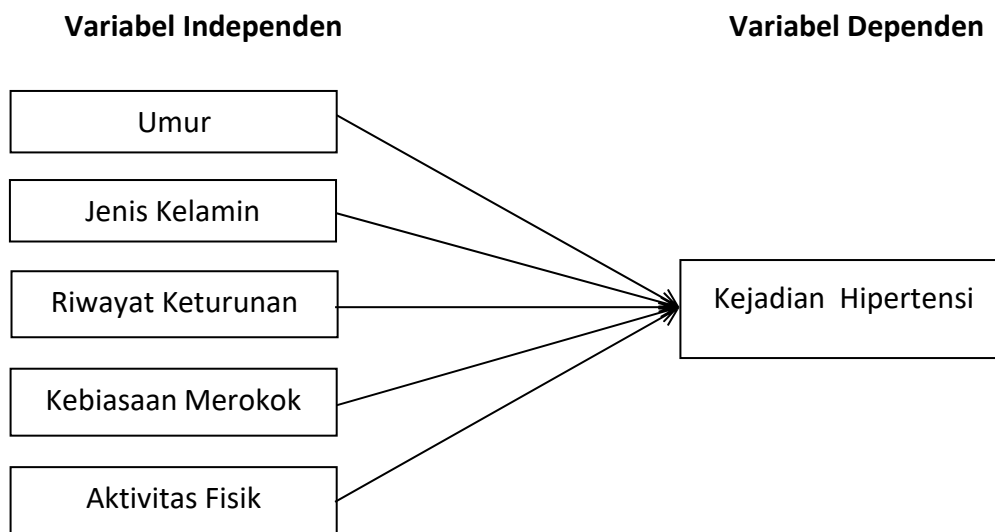 Variabel Independen
Variabel Dependen
Umur
Jenis Kelamin
Riwayat Keturunan
Kebiasaan Merokok
Aktivitas Fisik
Kejadian Hipertensi